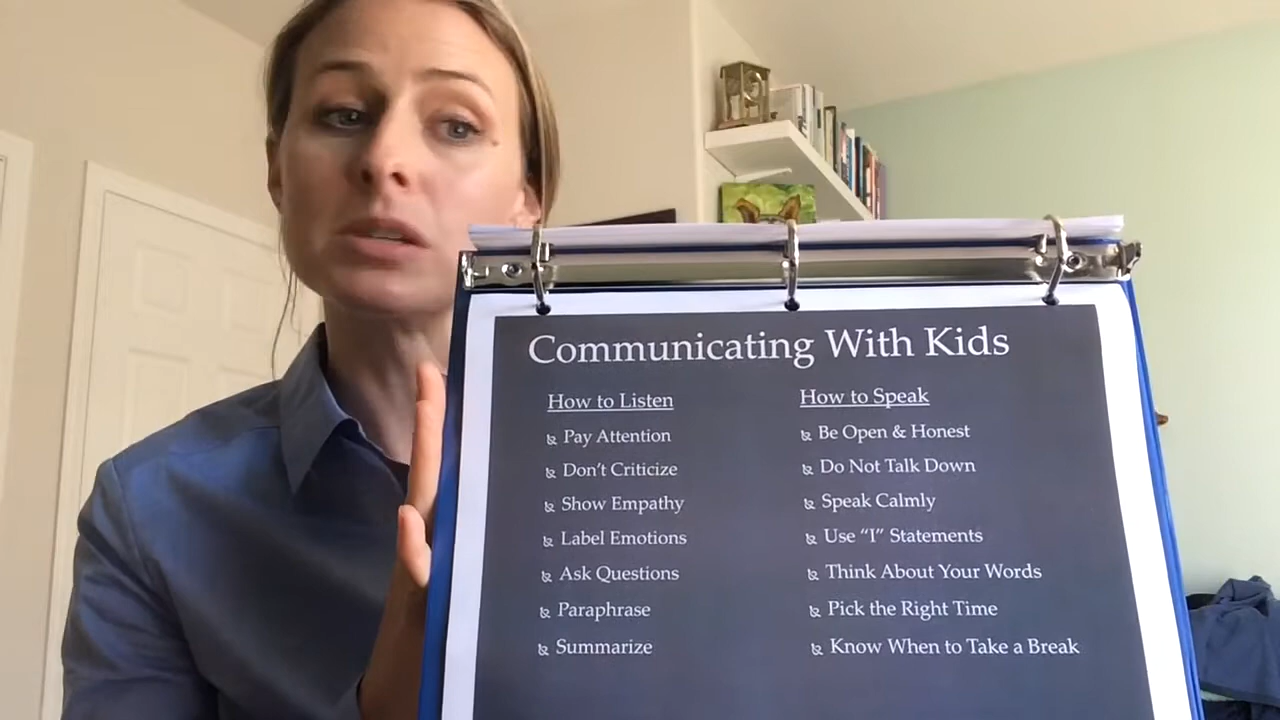 Communicating With Kids
How to Listen
Pay Attention
Don't Criticize
Show Empathy
Label Emotions
Ask Questions
Paraphrase
Summarize
How to Speak
Be Open & Honest
Do Not Talk Down
Speak Calmly
Use “I” Statements
Think About Your Words
Pick the Right Time
Know When to Take a Break